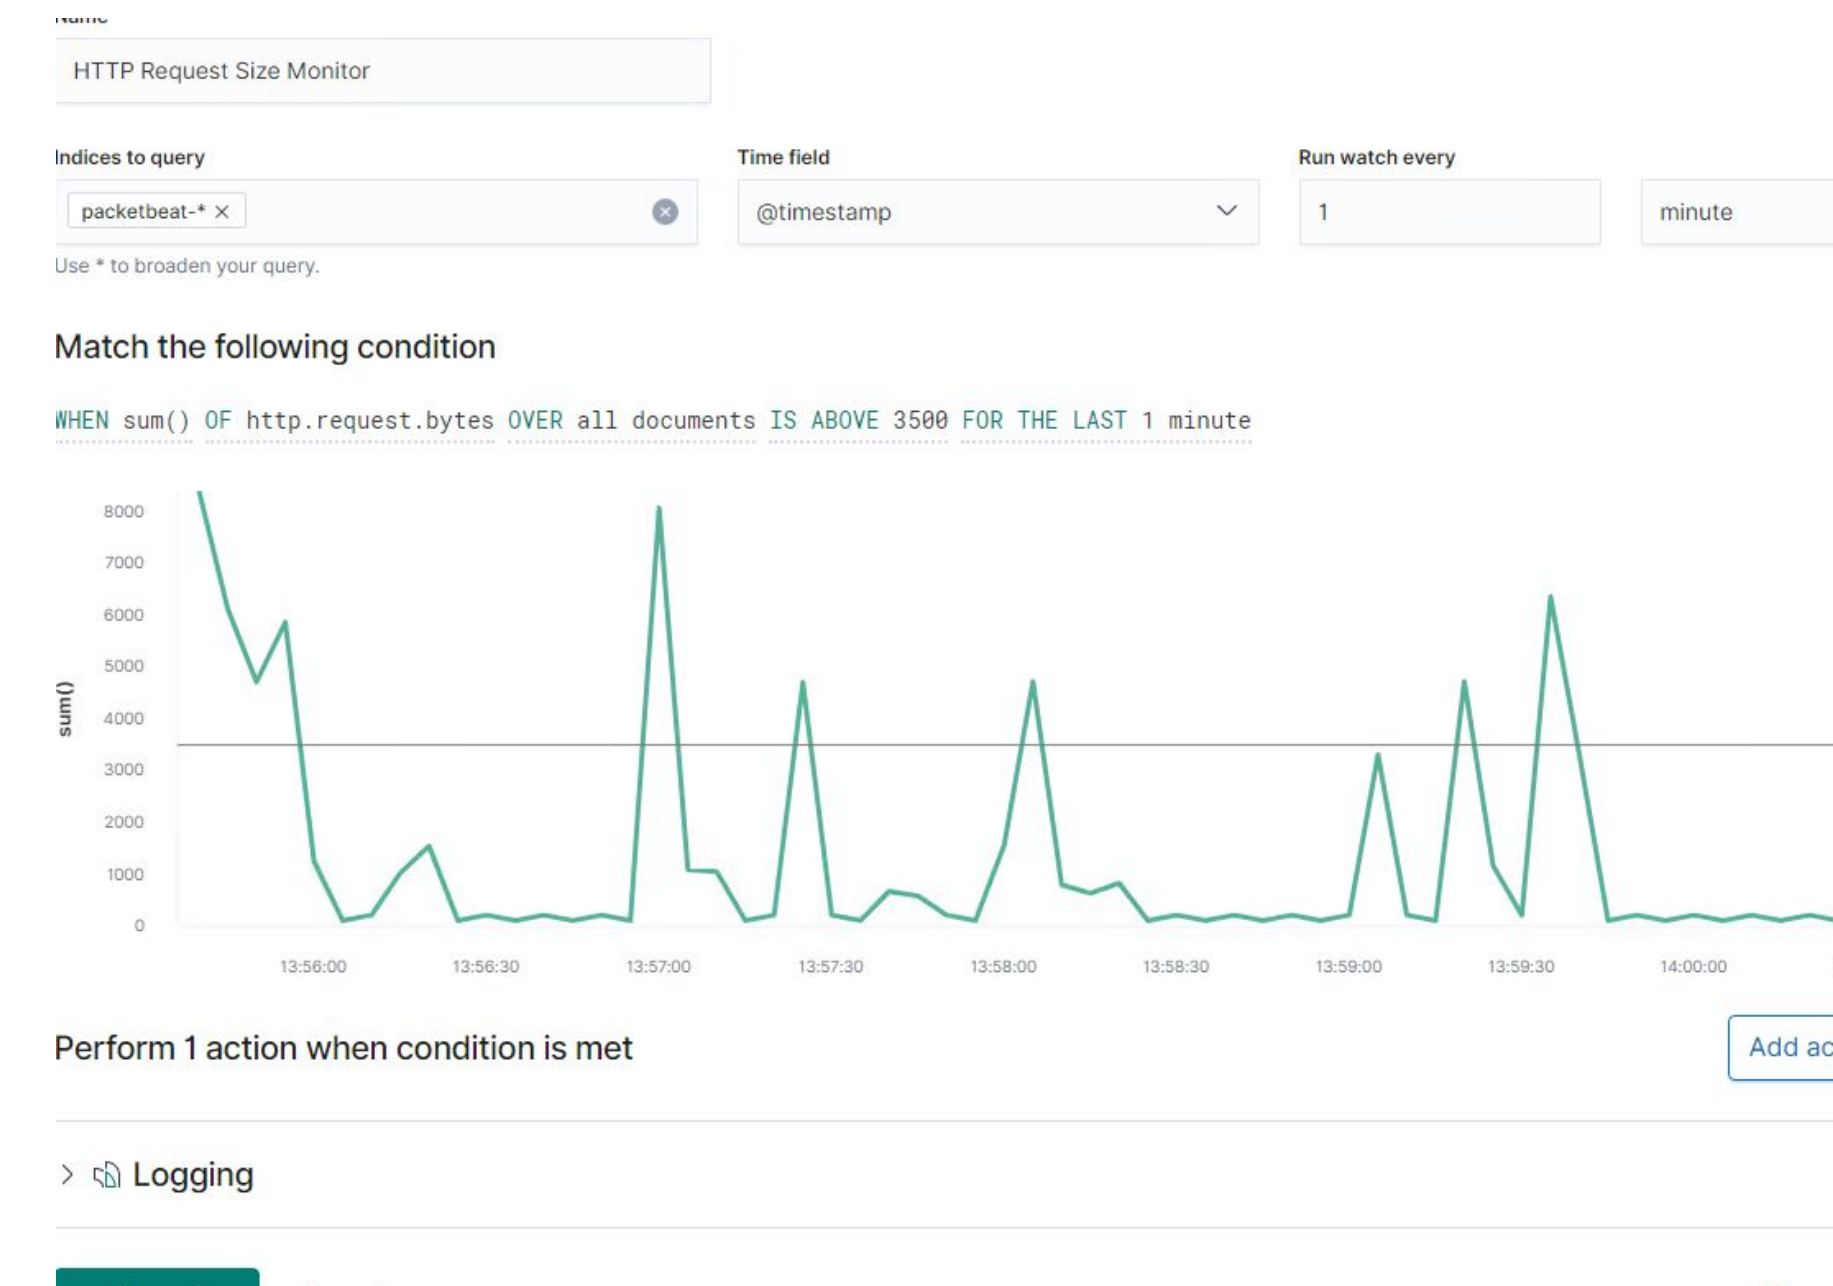 Name
HTTP Request Size Monitor
Indices to query
Time field
Run watch every
packetbeat-*
@timestamp
1
minute
Use * to broaden your query.
Match the following condition
WHEN sum() OF http.request.bytes OVER all documents IS ABOVE 3500 FOR THE LAST 1 minute
8000
7000
6000
5000
4000
3000
2000
1000
0
sum()
13:56:00
13:56:30
13:57:00
13:57:30
13:58:00
13:58:30
13:59:00
13:59:30
14:00:00
Perform 1 action when condition is met
Add ac
Logging